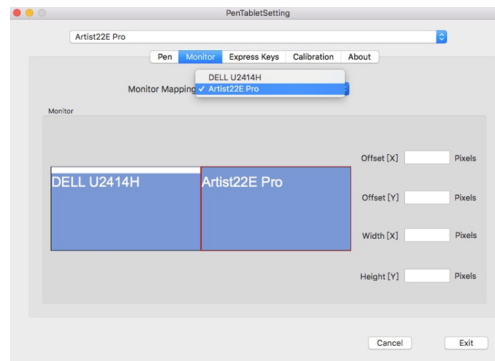 PenTabletSetting
Artist22E Pro
Pen Monitor Express Keys Calibration About
DELL U2414H
Monitor Mapping ✓ Artist22E Pro
Monitor
Offset [X] Pixels
DELL U2414H Artist22E Pro
Offset [Y] Pixels
Width [X] Pixels
Height [Y] Pixels
Cancel Exit